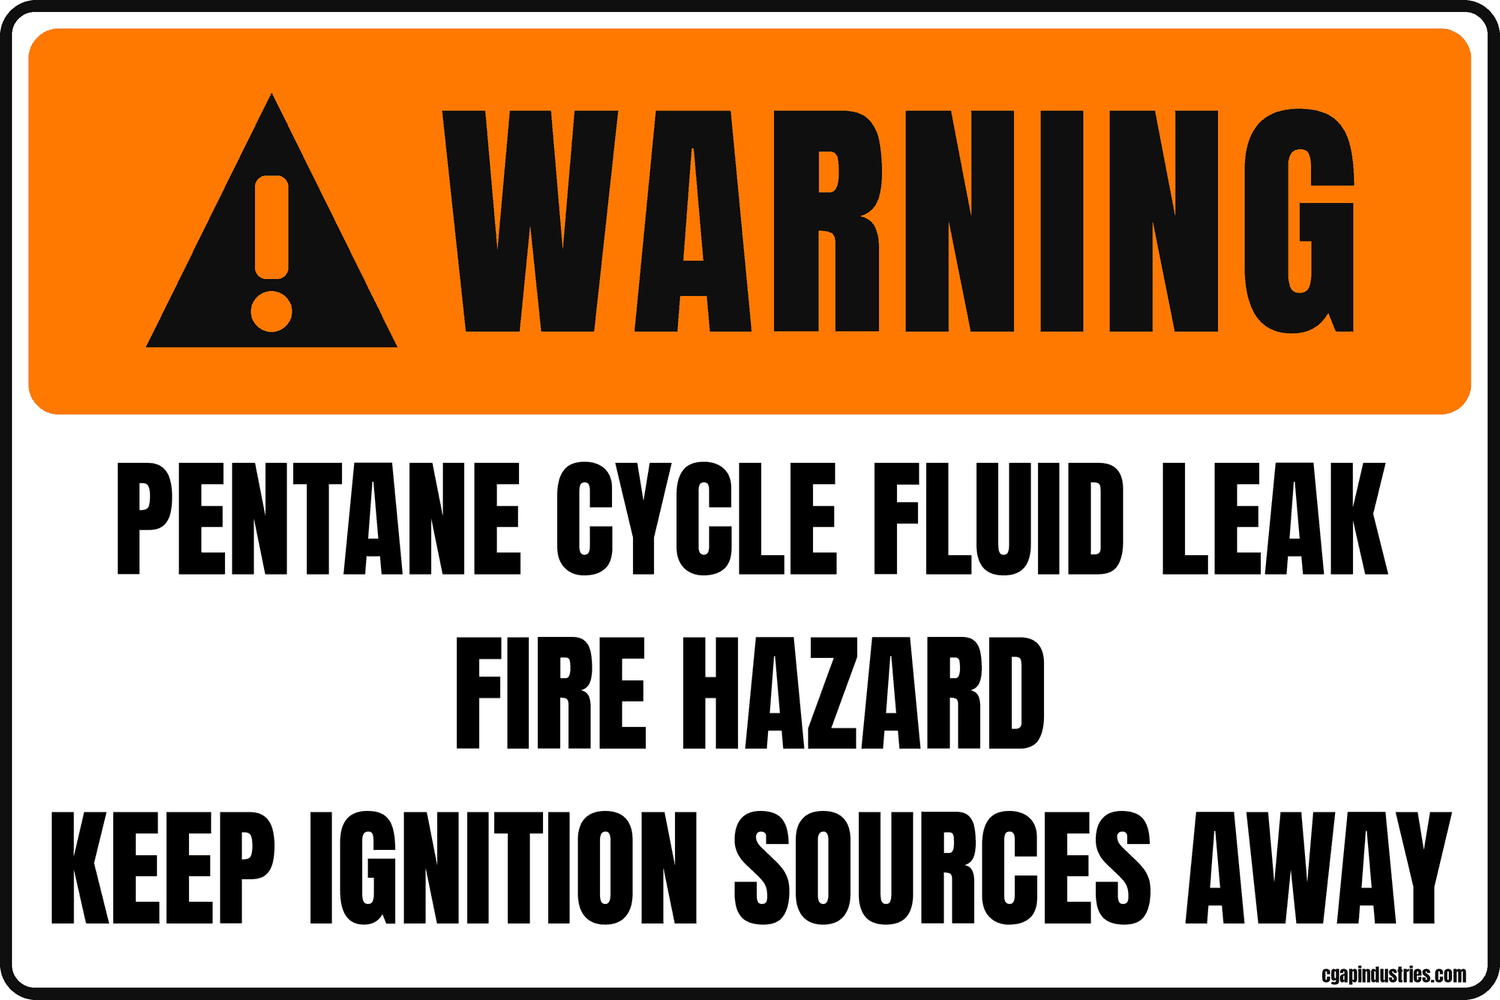 WARNING
PENTANE CYCLE FLUID LEAK
FIRE HAZARD
KEEP IGNITION SOURCES AWAY
cgapindustries.com